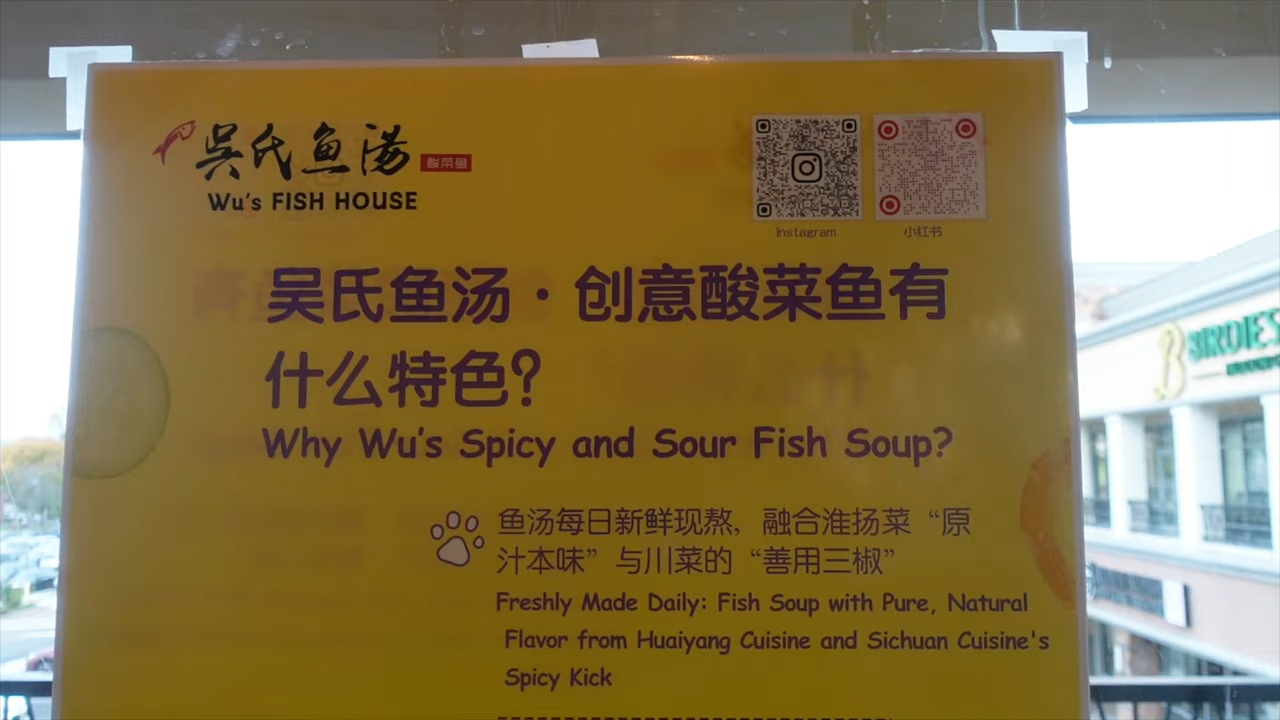 吴氏鱼汤
酸菜鱼
Wu's FISH HOUSE
Instagram
小红书
吴氏鱼汤·创意酸菜鱼有
什么特色？
Why Wu's Spicy and Sour Fish Soup?
鱼汤每日新鲜现熬，融合淮扬菜“原
汁本味”与川菜的“善用三椒”
Freshly Made Daily: Fish Soup with Pure, Natural
Flavor from Huaiyang Cuisine and Sichuan Cuisine's
Spicy Kick
BIRDIES